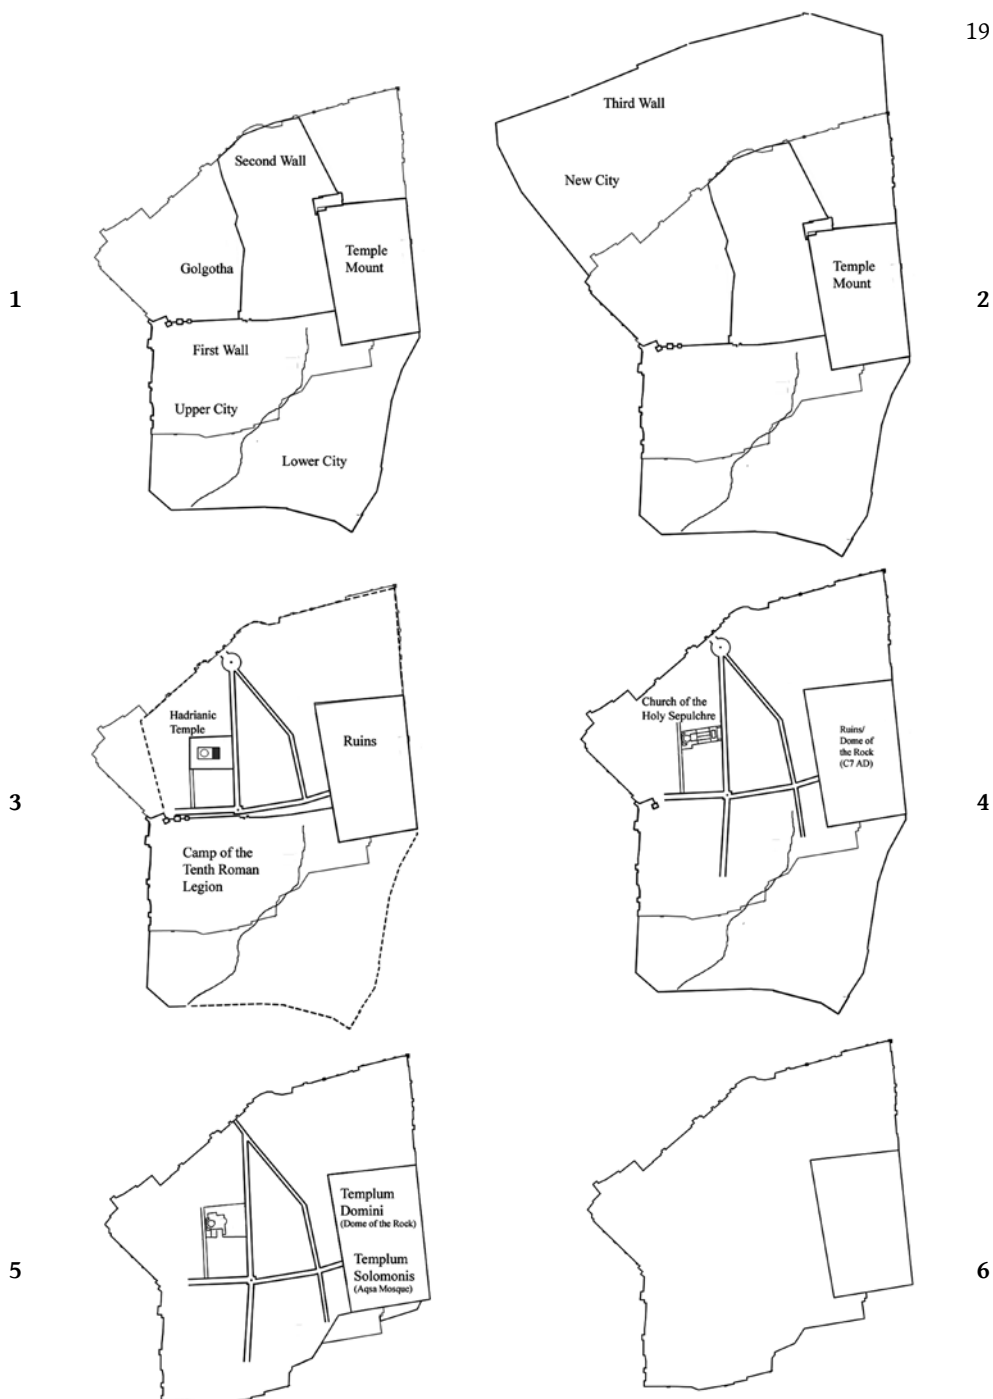 19
Second Wall
Golgotha
Temple
Mount
First Wall
Upper City
Lower City
1
Third Wall
New City
Temple
Mount
2
Hadrianic
Temple
Ruins
Camp of the
Tenth Roman
Legion
3
Church of the
Holy Sepulchre
Ruins/
Dome of
the Rock
(C7 AD)
4
Templum
Domini
(Dome of the Rock)
Templum
Solomonis
(Aqsa Mosque)
5
6